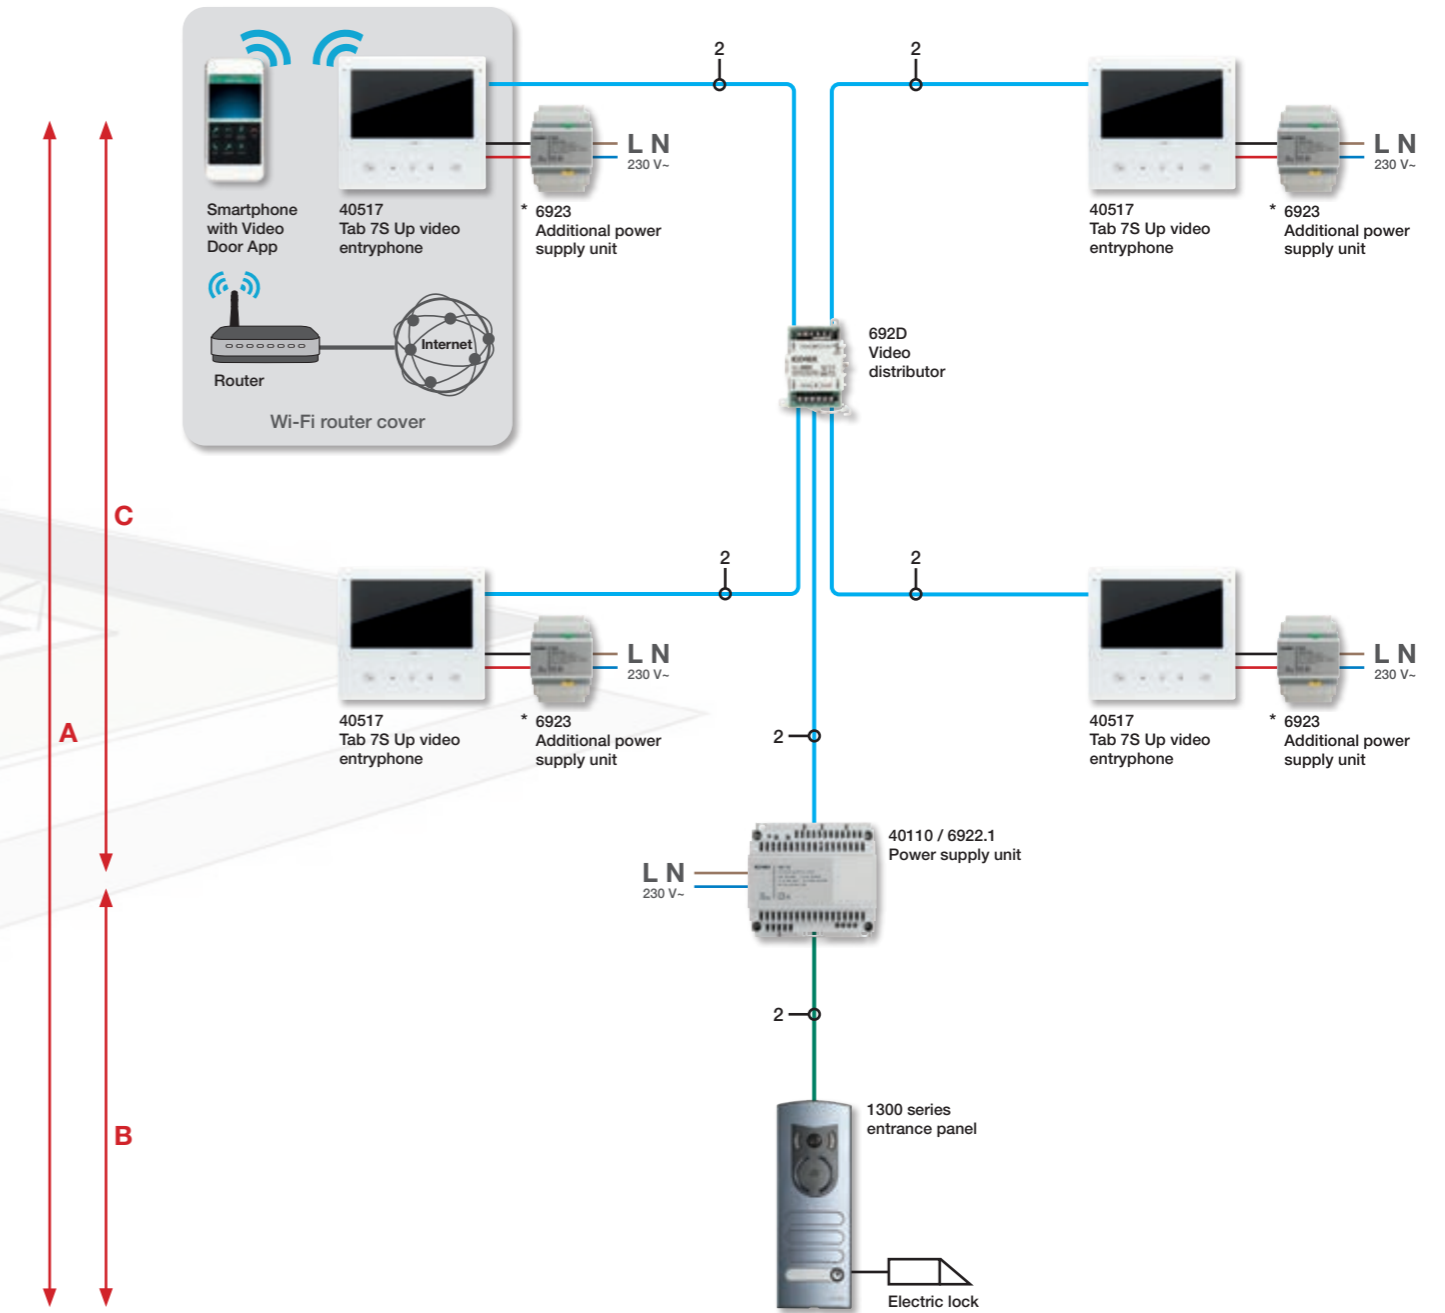 2
2
L N
230 V~
L N
230 V~
Smartphone
with Video
Door App
40517
Tab 7S Up video
entryphone
* 6923
Additional power
supply unit
40517
Tab 7S Up video
entryphone
* 6923
Additional power
supply unit
Internet
Router
Wi-Fi router cover
692D
Video
distributor
C
2
2
L N
230 V~
L N
230 V~
40517
Tab 7S Up video
entryphone
* 6923
Additional power
supply unit
40517
Tab 7S Up video
entryphone
* 6923
Additional power
supply unit
A
2
40110 / 6922.1
Power supply unit
L N
230 V~
2
1300 series
entrance panel
B
Electric lock